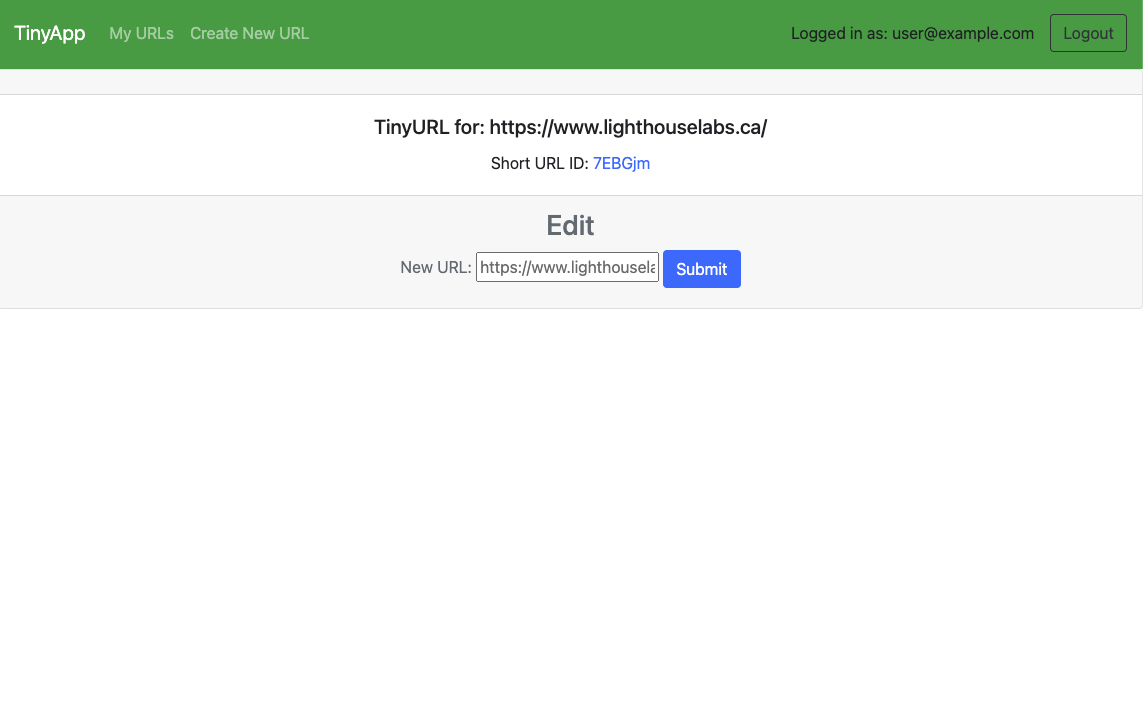 TinyApp My URLs Create New URL Logged in as: user@example.com Logout
TinyURL for: https://www.lighthouselabs.ca/
Short URL ID: 7EBGjm
Edit
New URL: https://www.lighthousela Submit